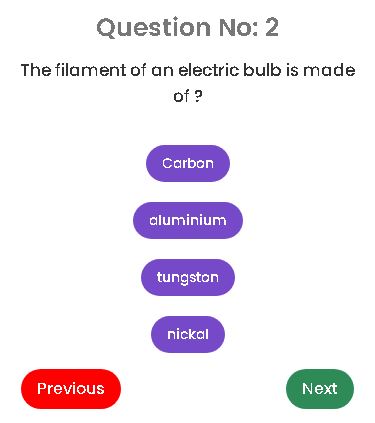 Question No: 2
The filament of an electric bulb is made
of ?
Carbon
aluminium
tungston
nickal
Previous
Next